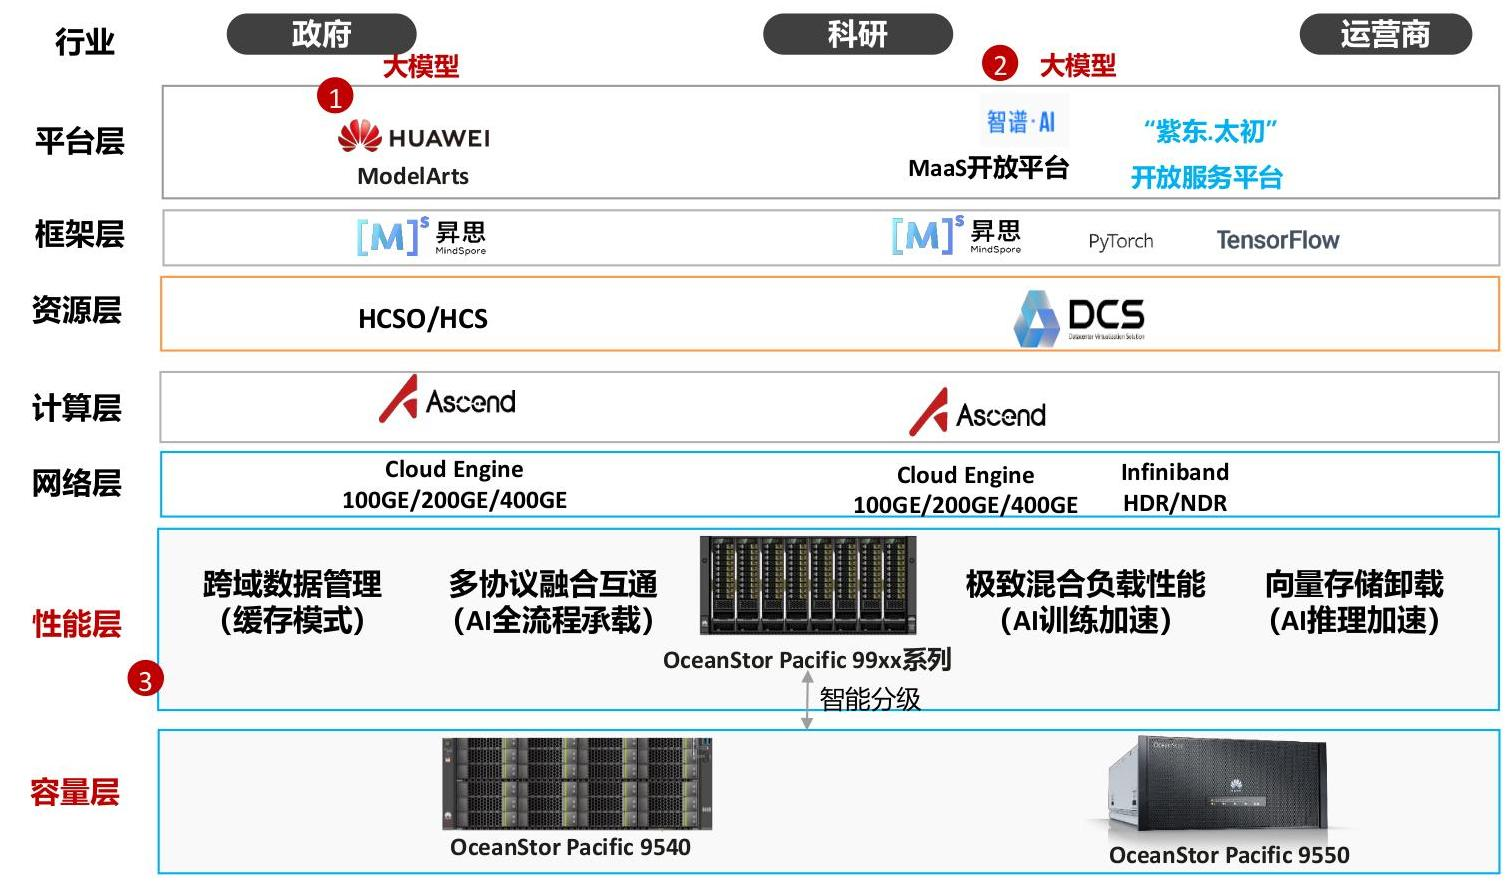 行业
政府
科研
运营商
大模型
大模型
1
2
平台层
HUAWEI
ModelArts
智谱·AI
MaaS开放平台
“紫东.太初”
开放服务平台
框架层
[M]s 昇思
MindSpore
[M]s 昇思
MindSpore
PyTorch
TensorFlow
资源层
HCSO/HCS
DCS
Datacenter Virtualization Solution
计算层
Ascend
Ascend
网络层
Cloud Engine
100GE/200GE/400GE
Cloud Engine
100GE/200GE/400GE
Infiniband
HDR/NDR
性能层
跨域数据管理
（缓存模式）
多协议融合互通
（AI全流程承载）
极致混合负载性能
（AI训练加速）
向量存储卸载
（AI推理加速）
OceanStor Pacific 99xx系列
3
智能分级
容量层
OceanStor Pacific 9540
OceanStor
HUAWEI
OceanStor Pacific 9550